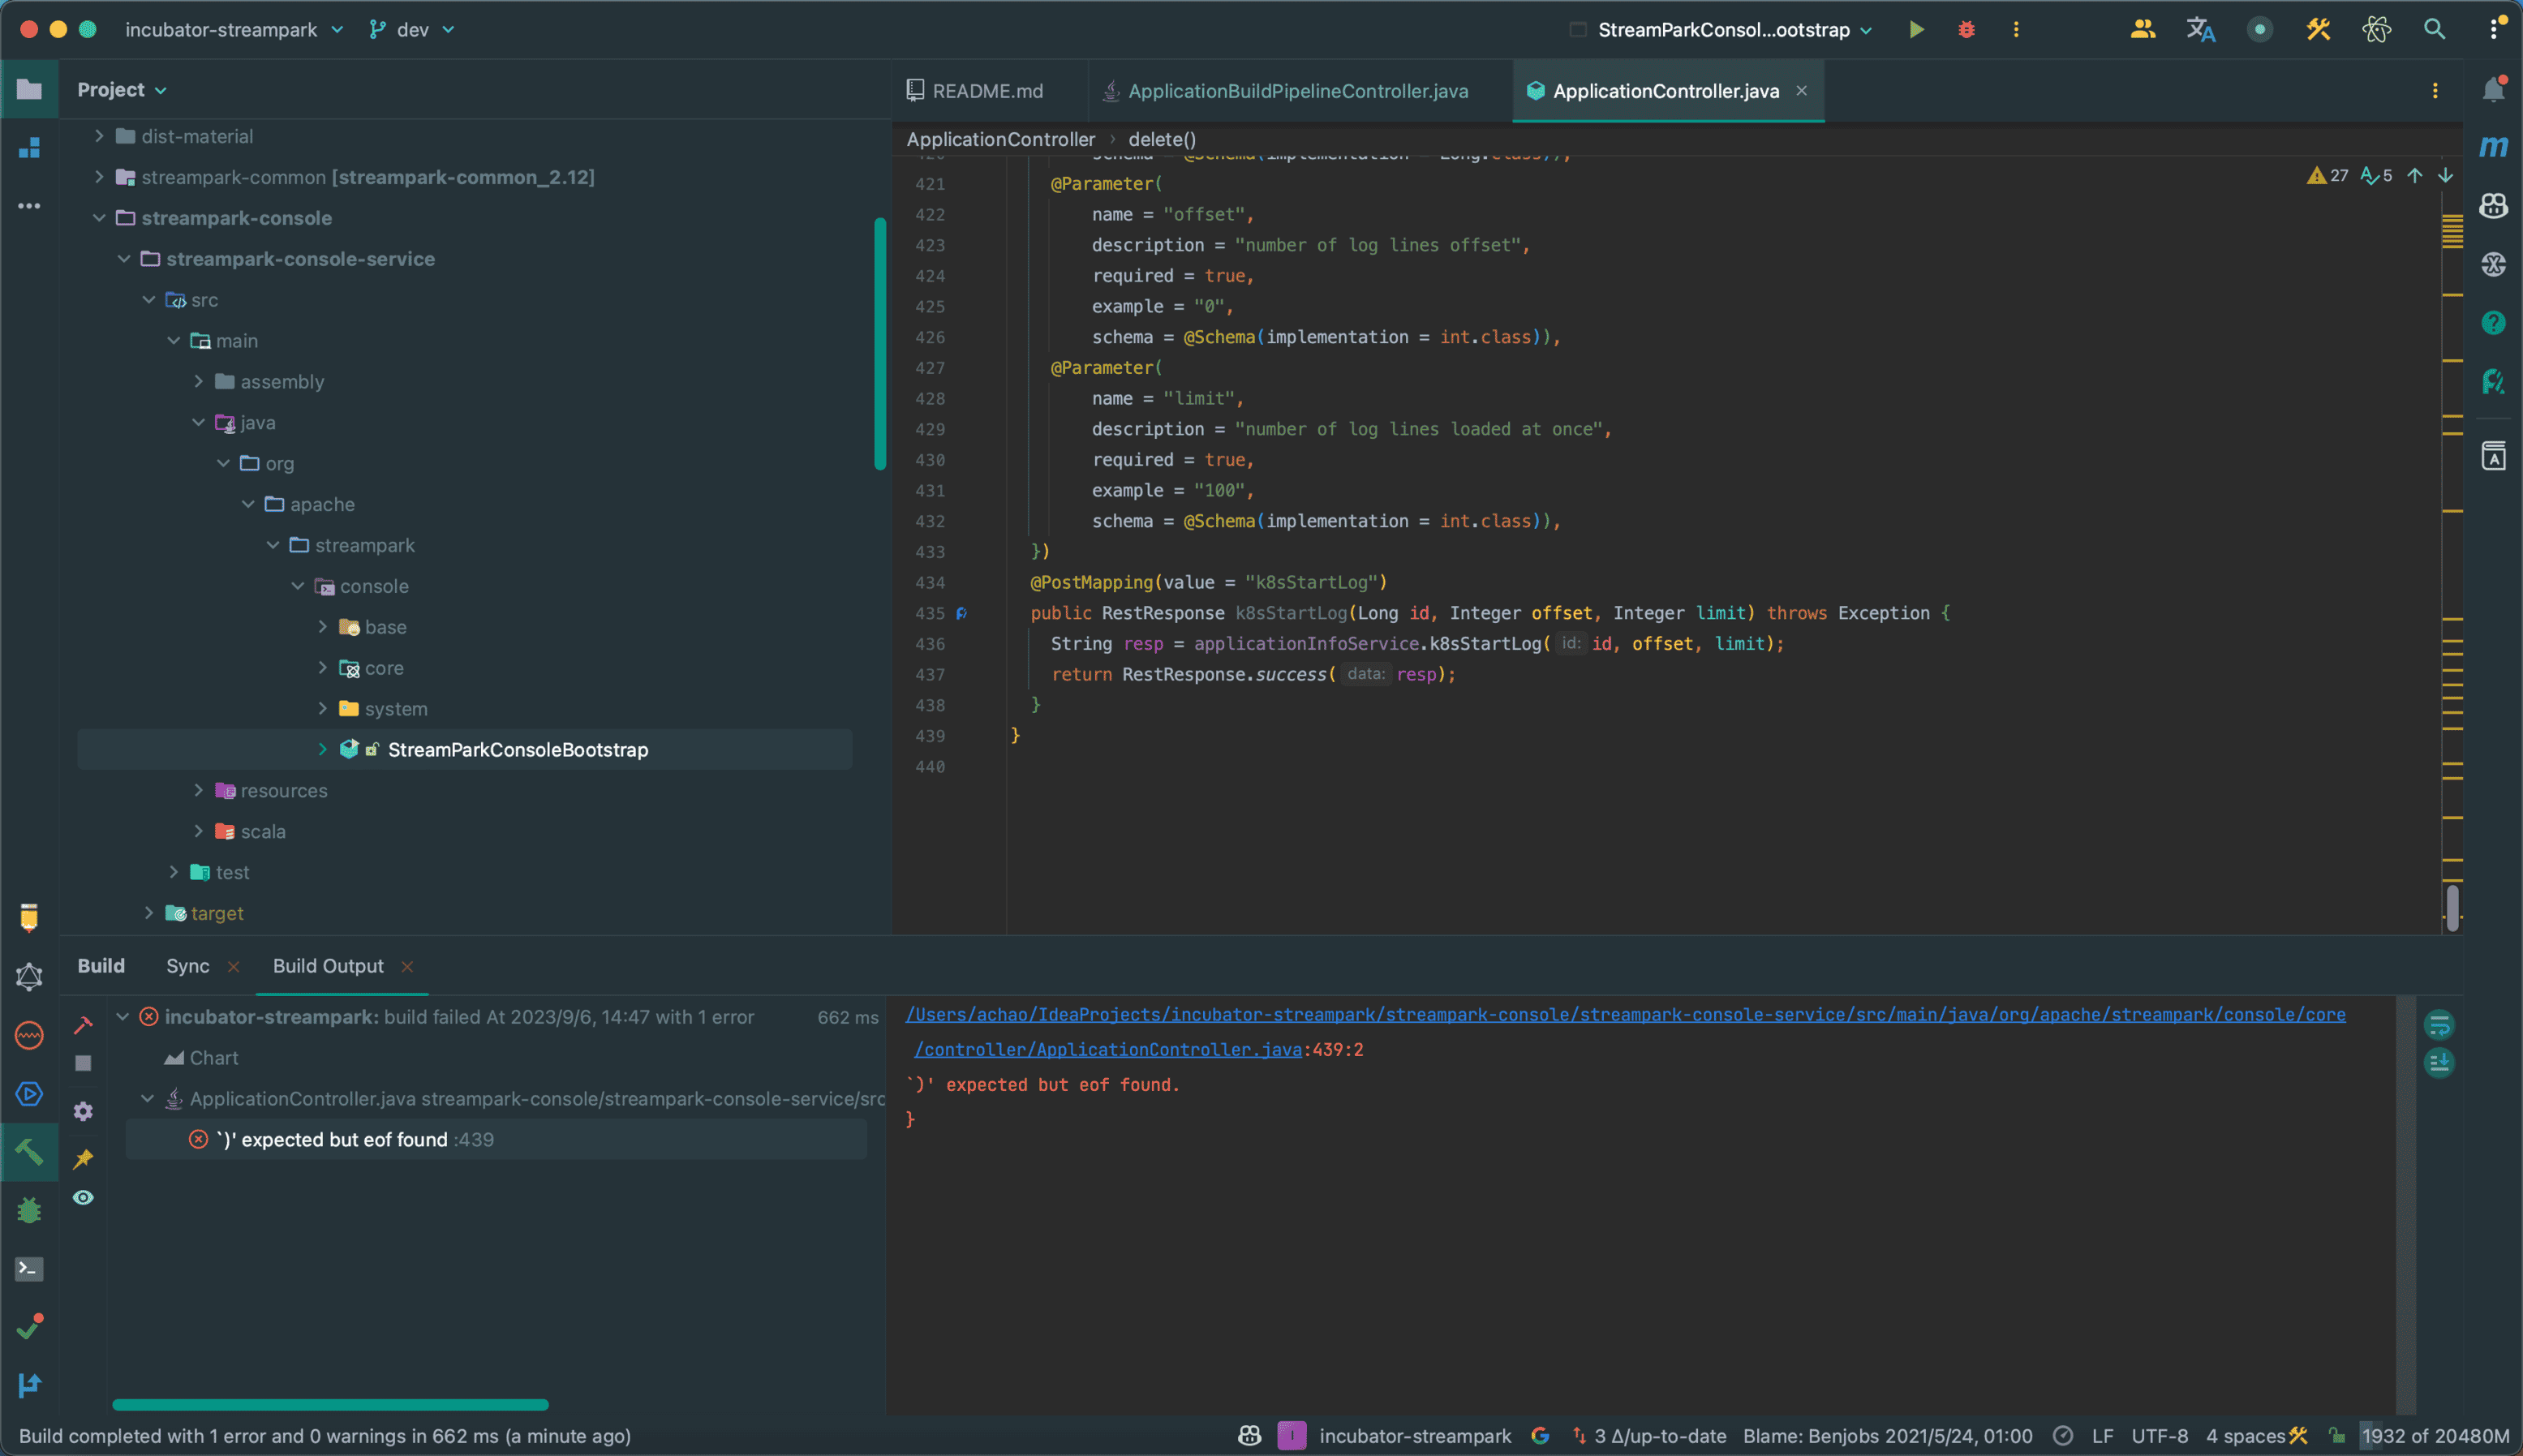 incubator-streampark
dev
StreamParkConsol...ootstrap
Project
README.md
ApplicationBuildPipelineController.java
ApplicationController.java
dist-material
streampark-common [streampark-common_2.12]
streampark-console
streampark-console-service
src
main
assembly
java
org
apache
streampark
console
base
core
system
StreamParkConsoleBootstrap
resources
scala
test
target
ApplicationController › delete()
27 5
421 @Parameter(
422 name = "offset",
423 description = "number of log lines offset",
424 required = true,
425 example = "0",
426 schema = @Schema(implementation = int.class)),
427 @Parameter(
428 name = "limit",
429 description = "number of log lines loaded at once",
430 required = true,
431 example = "100",
432 schema = @Schema(implementation = int.class)),
433 })
434 @PostMapping(value = "k8sStartLog")
435 public RestResponse k8sStartLog(Long id, Integer offset, Integer limit) throws Exception {
436 String resp = applicationInfoService.k8sStartLog( id: id, offset, limit);
437 return RestResponse.success( data: resp);
438 }
439 }
440
Build
Sync
Build Output
incubator-streampark: build failed At 2023/9/6, 14:47 with 1 error 662 ms
Chart
ApplicationController.java streampark-console/streampark-console-service/src
`)' expected but eof found :439
/Users/achao/IdeaProjects/incubator-streampark/streampark-console/streampark-console-service/src/main/java/org/apache/streampark/console/core
/controller/ApplicationController.java:439:2
`)' expected but eof found.
}
Build completed with 1 error and 0 warnings in 662 ms (a minute ago)
I
incubator-streampark
3 Δ/up-to-date
Blame: Benjobs 2021/5/24, 01:00
LF
UTF-8
4 spaces
1932 of 20480M